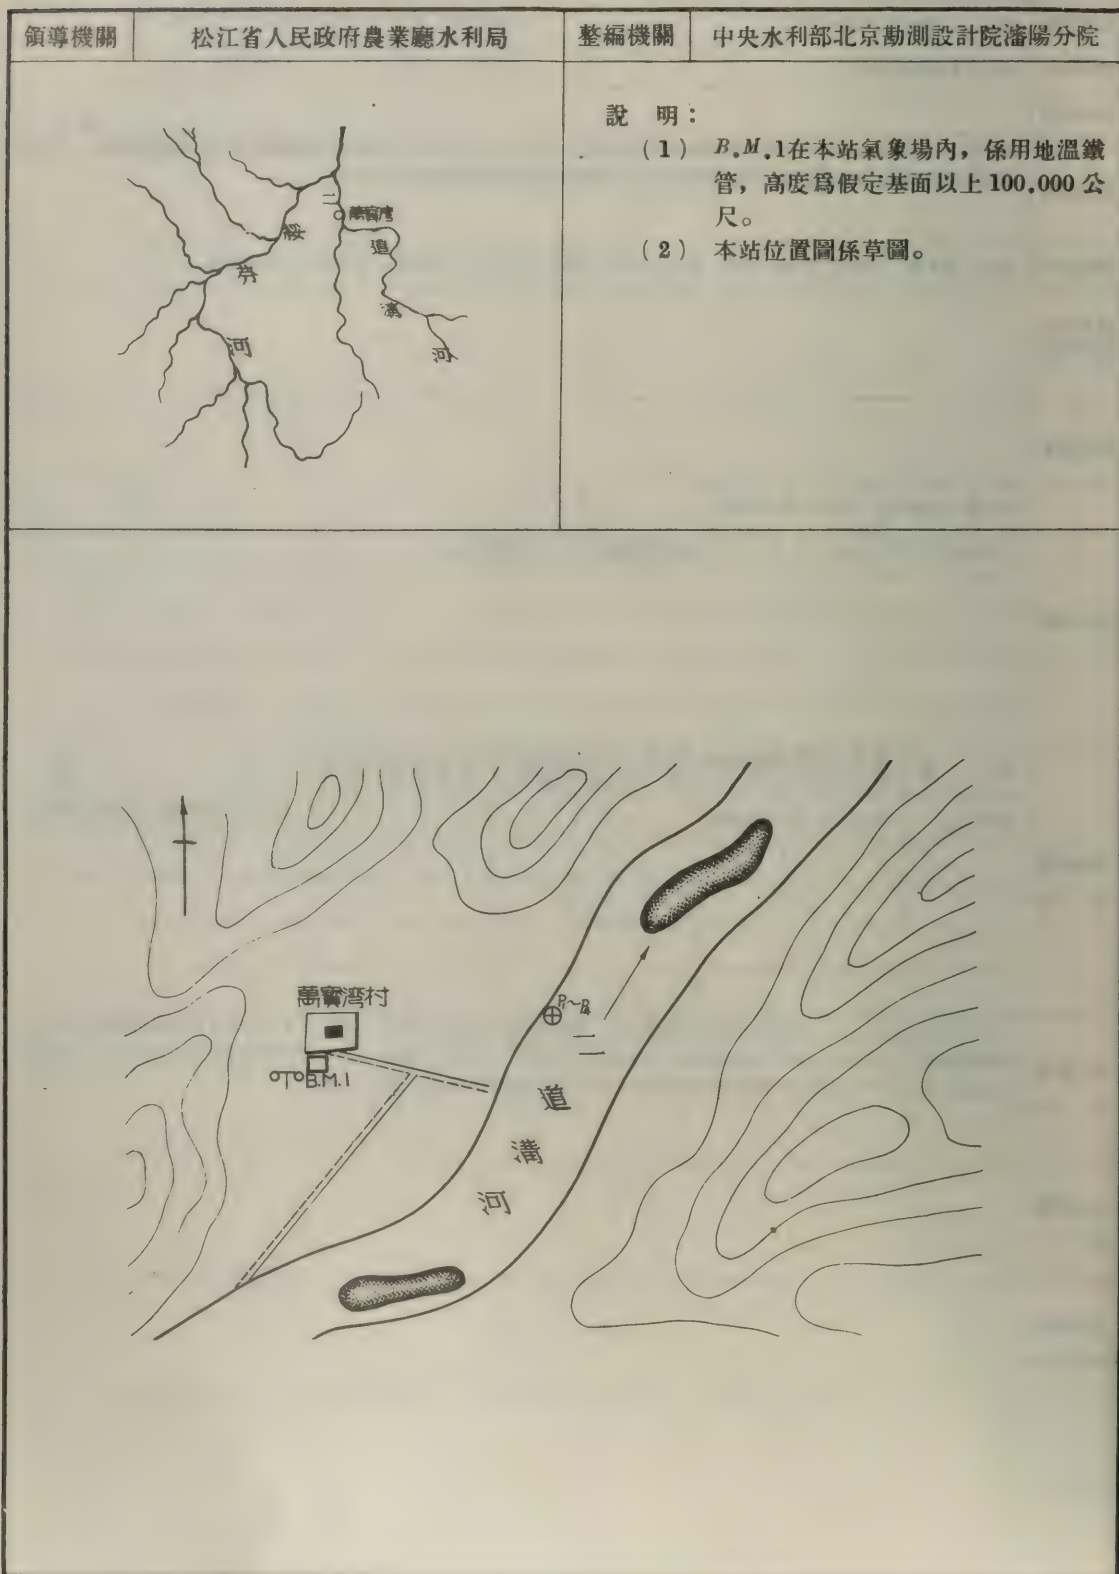 領導機關
松江省人民政府農業廳水利局
整編機關
中央水利部北京勘測設計院瀋陽分院
說 明：
(1) B.M.1在本站氣象場內，係用地溫鐵
管，高度爲假定基面以上100.000公
尺。
(2) 本站位置圖係草圖。
二
萬寶湾
道
溝
河
綏
芬
河
萬寶湾村
B.M.1
P₁~P₄
二
道
溝
河